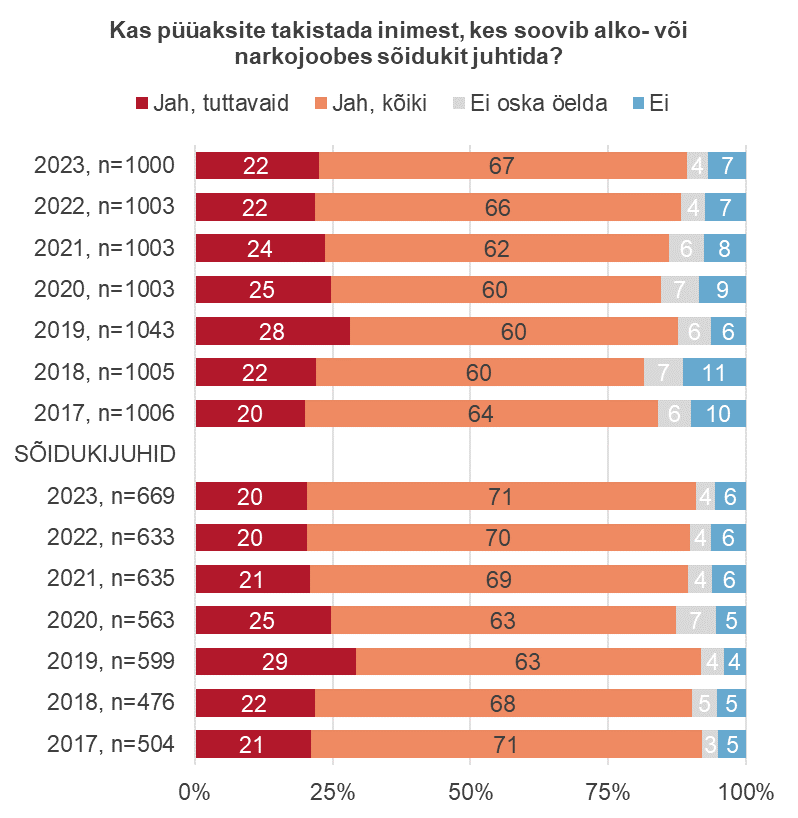 Kas püüaksite takistada inimest, kes soovib alko- või
narkojoobes sõidukit juhtida?
Jah, tuttavaid Jah, kõiki Ei oska öelda Ei
2023, n=1000 22 67 4 7
2022, n=1003 22 66 4 7
2021, n=1003 24 62 6 8
2020, n=1003 25 60 7 9
2019, n=1043 28 60 6 6
2018, n=1005 22 60 7 11
2017, n=1006 20 64 6 10
SÕIDUKIJUHID
2023, n=669 20 71 4 6
2022, n=633 20 70 4 6
2021, n=635 21 69 4 6
2020, n=563 25 63 7 5
2019, n=599 29 63 4 4
2018, n=476 22 68 5 5
2017, n=504 21 71 3 5
0% 25% 50% 75% 100%